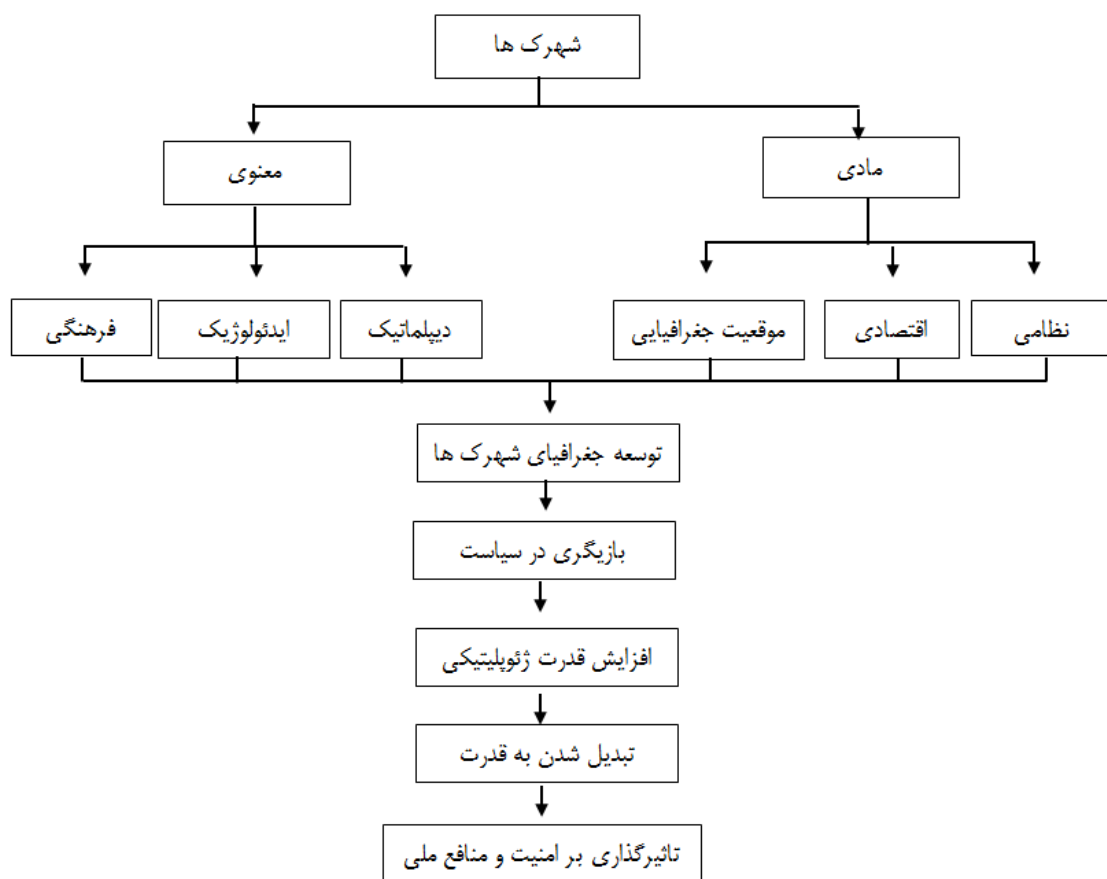 شهرک ها
مادی
معنوی
نظامی
اقتصادی
موقعیت جغرافیایی
دیپلماتیک
ایدئولوژیک
فرهنگی
توسعه جغرافیای شهرک ها
بازیگری در سیاست
افزایش قدرت ژئوپلیتیکی
تبدیل شدن به قدرت
تاثیرگذاری بر امنیت و منافع ملی